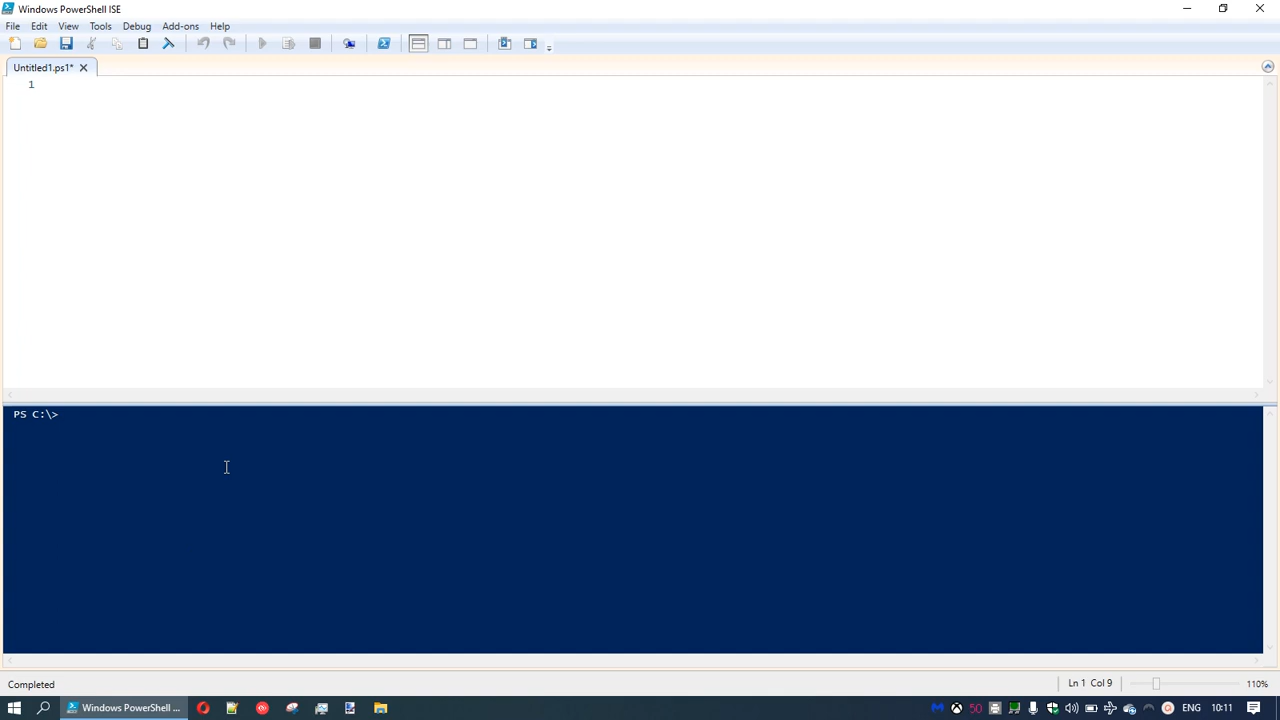 Windows PowerShell ISE
File Edit View Tools Debug Add-ons Help
Untitled1.ps1*
1
PS C:\>
Completed
Ln 1 Col 9
110%
Windows PowerShell ...
50
ENG
10:11